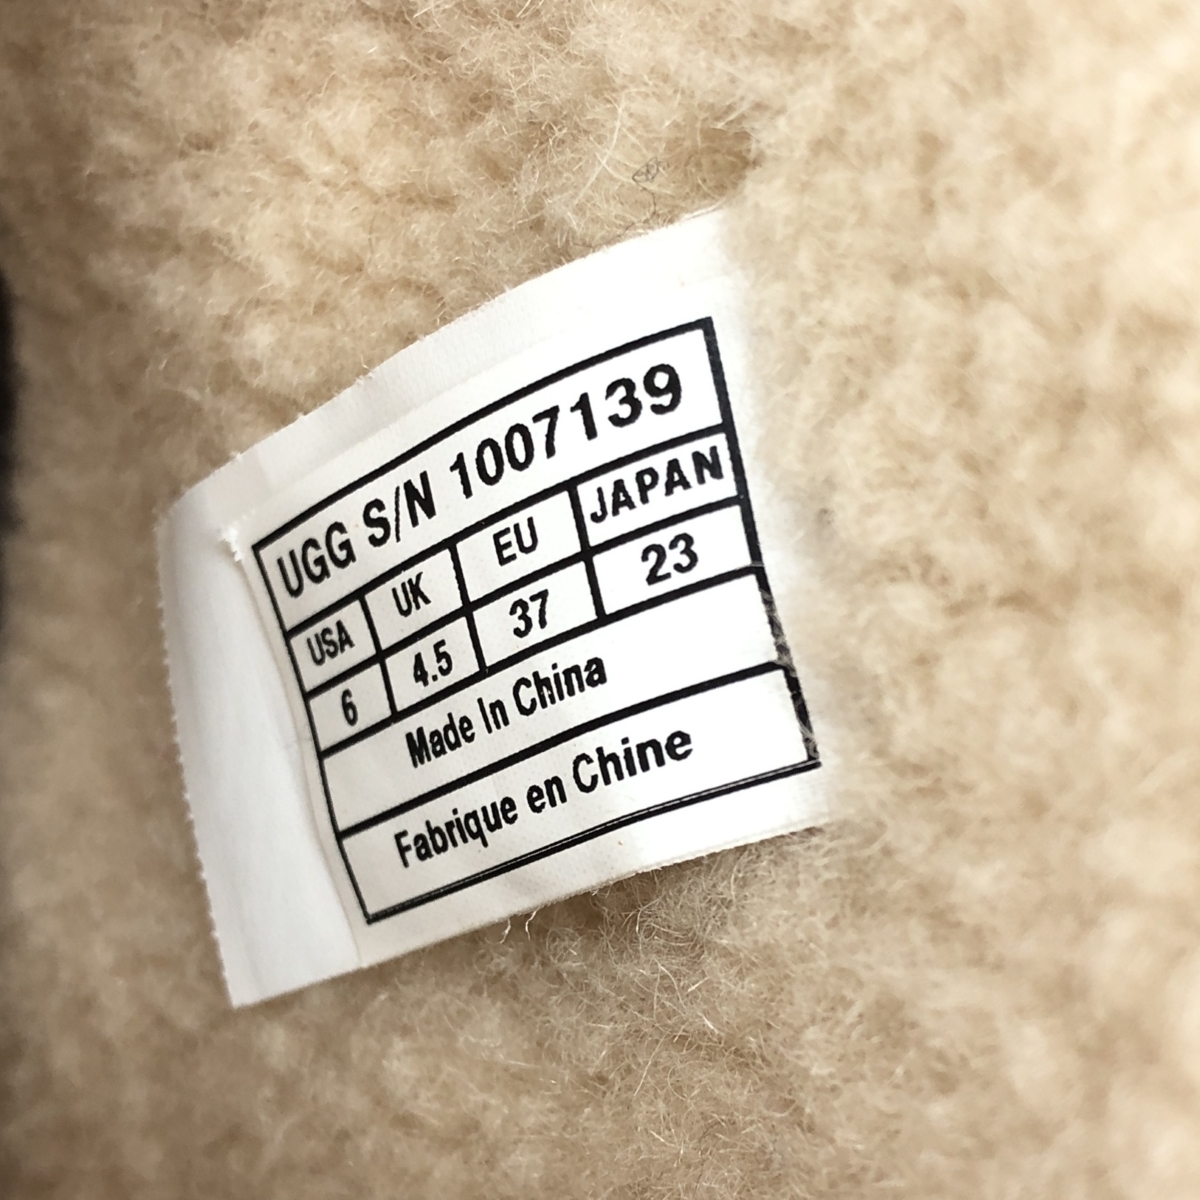 UGG S/N 1007139
USA UK EU JAPAN
6 4.5 37 23
Made In China
Fabrique en Chine